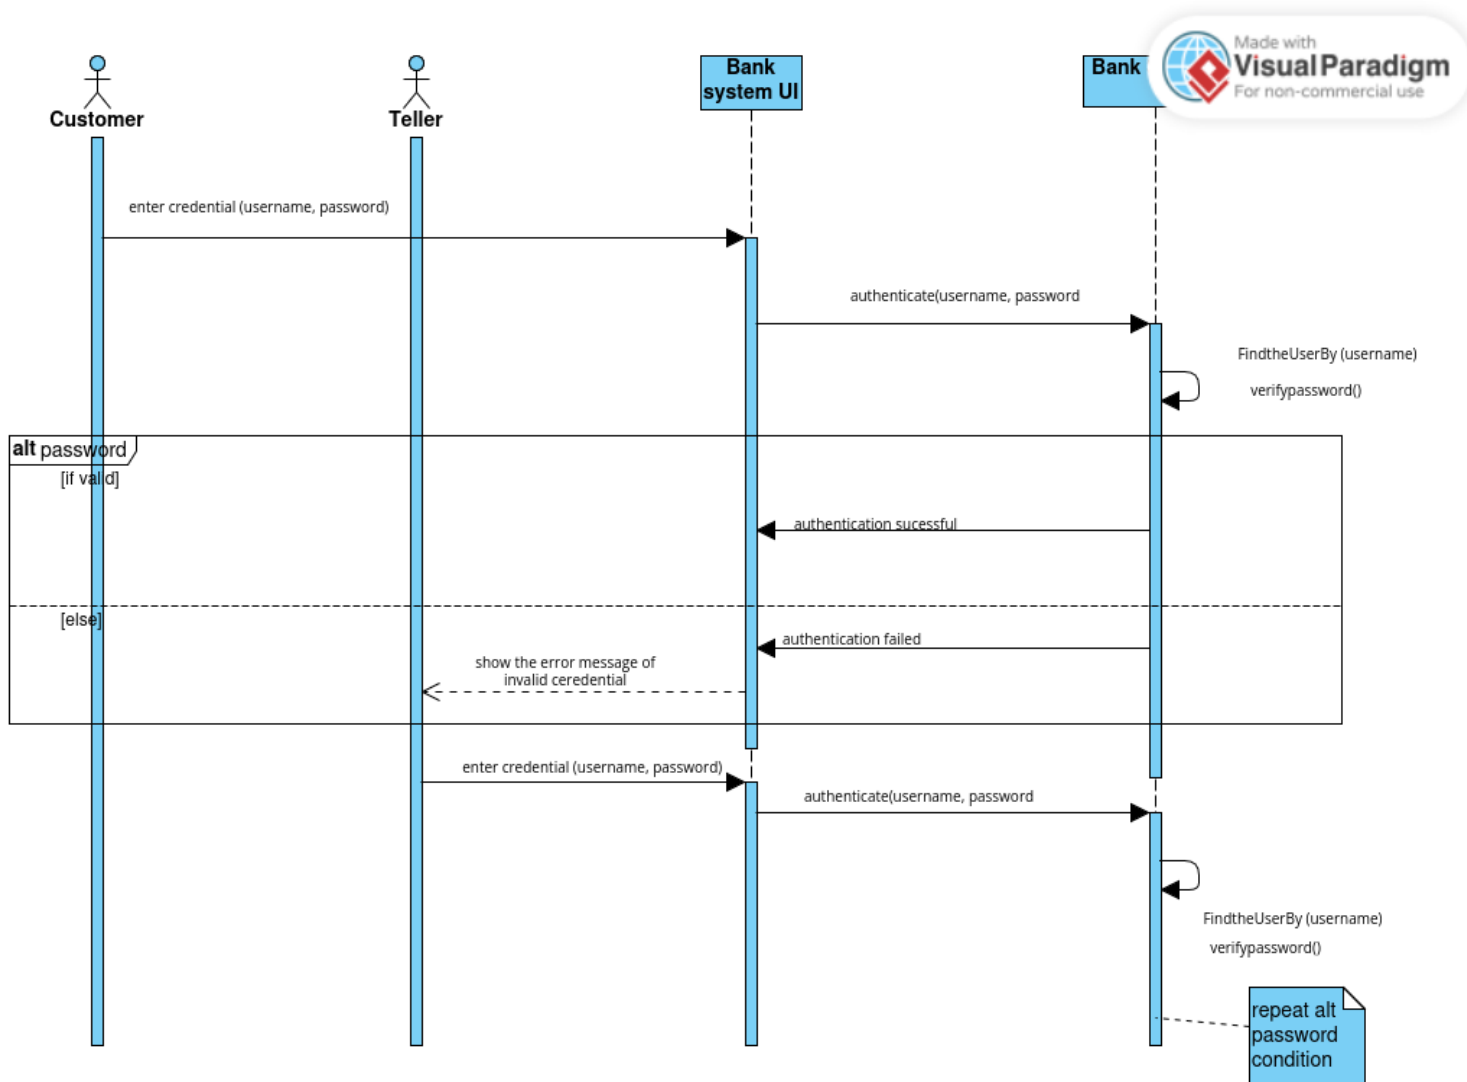 Made with
Visual Paradigm
For non-commercial use
Customer
Teller
Bank
system UI
Bank
enter credential (username, password)
authenticate(username, password
FindtheUserBy (username)
verifypassword()
alt password
[if valid]
authentication sucessful
[else]
authentication failed
show the error message of
invalid ceredential
enter credential (username, password)
authenticate(username, password
FindtheUserBy (username)
verifypassword()
repeat alt
password
condition